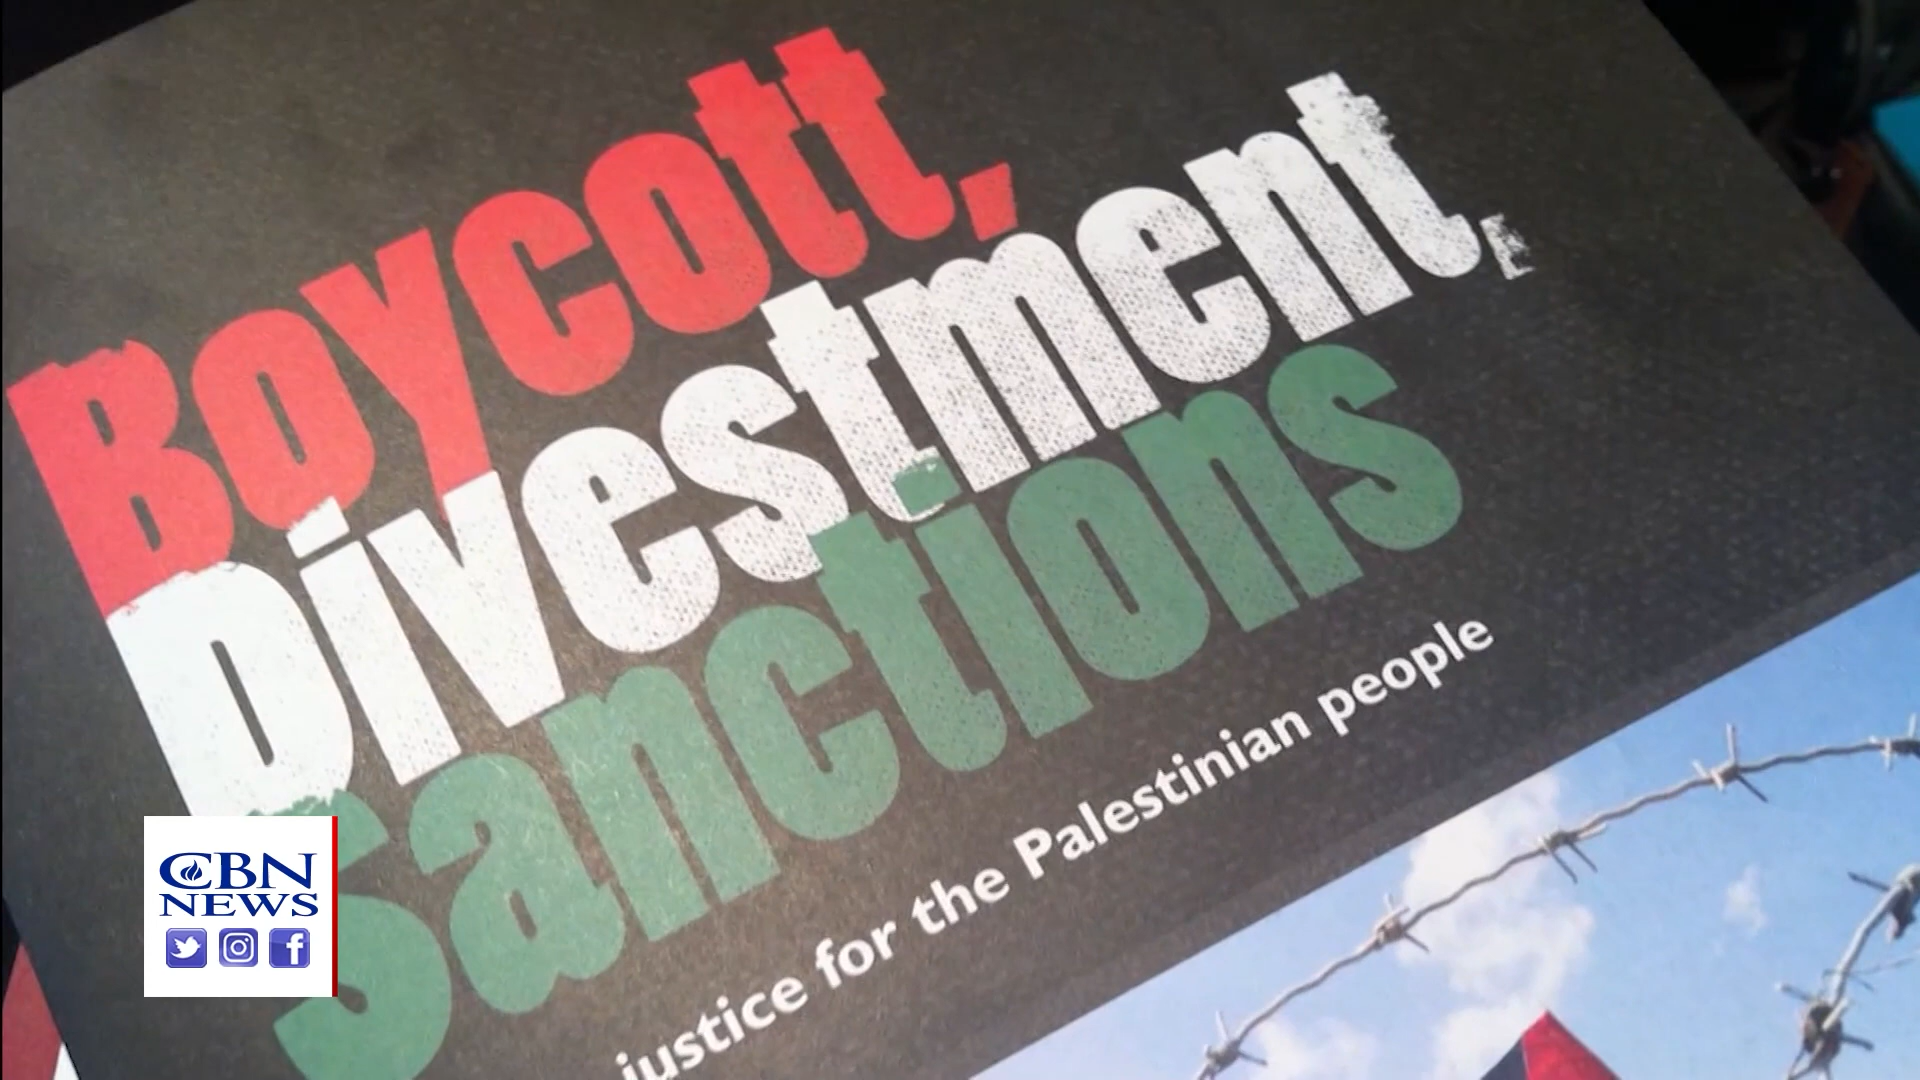 Boycott,
Divestment,
Sanctions
justice for the Palestinian people
CBN
NEWS